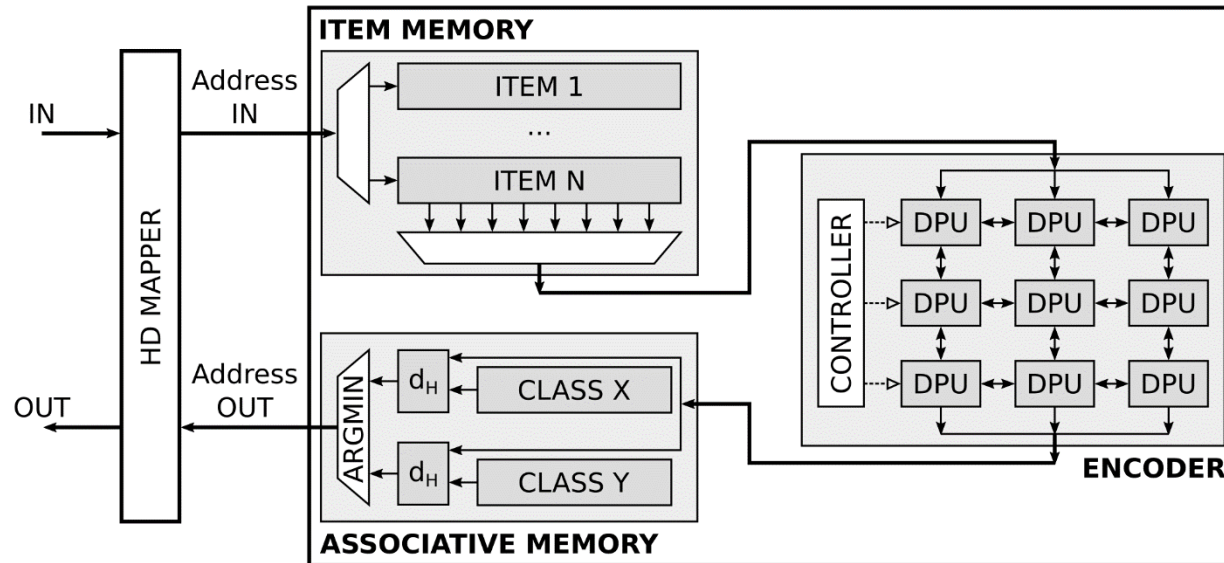 ITEM MEMORY
IN
Address
IN
HD MAPPER
ITEM 1
...
ITEM N
CONTROLLER
DPU DPU DPU
DPU DPU DPU
DPU DPU DPU
ENCODER
OUT
Address
OUT
ARGMIN
dH
CLASS X
dH
CLASS Y
ASSOCIATIVE MEMORY